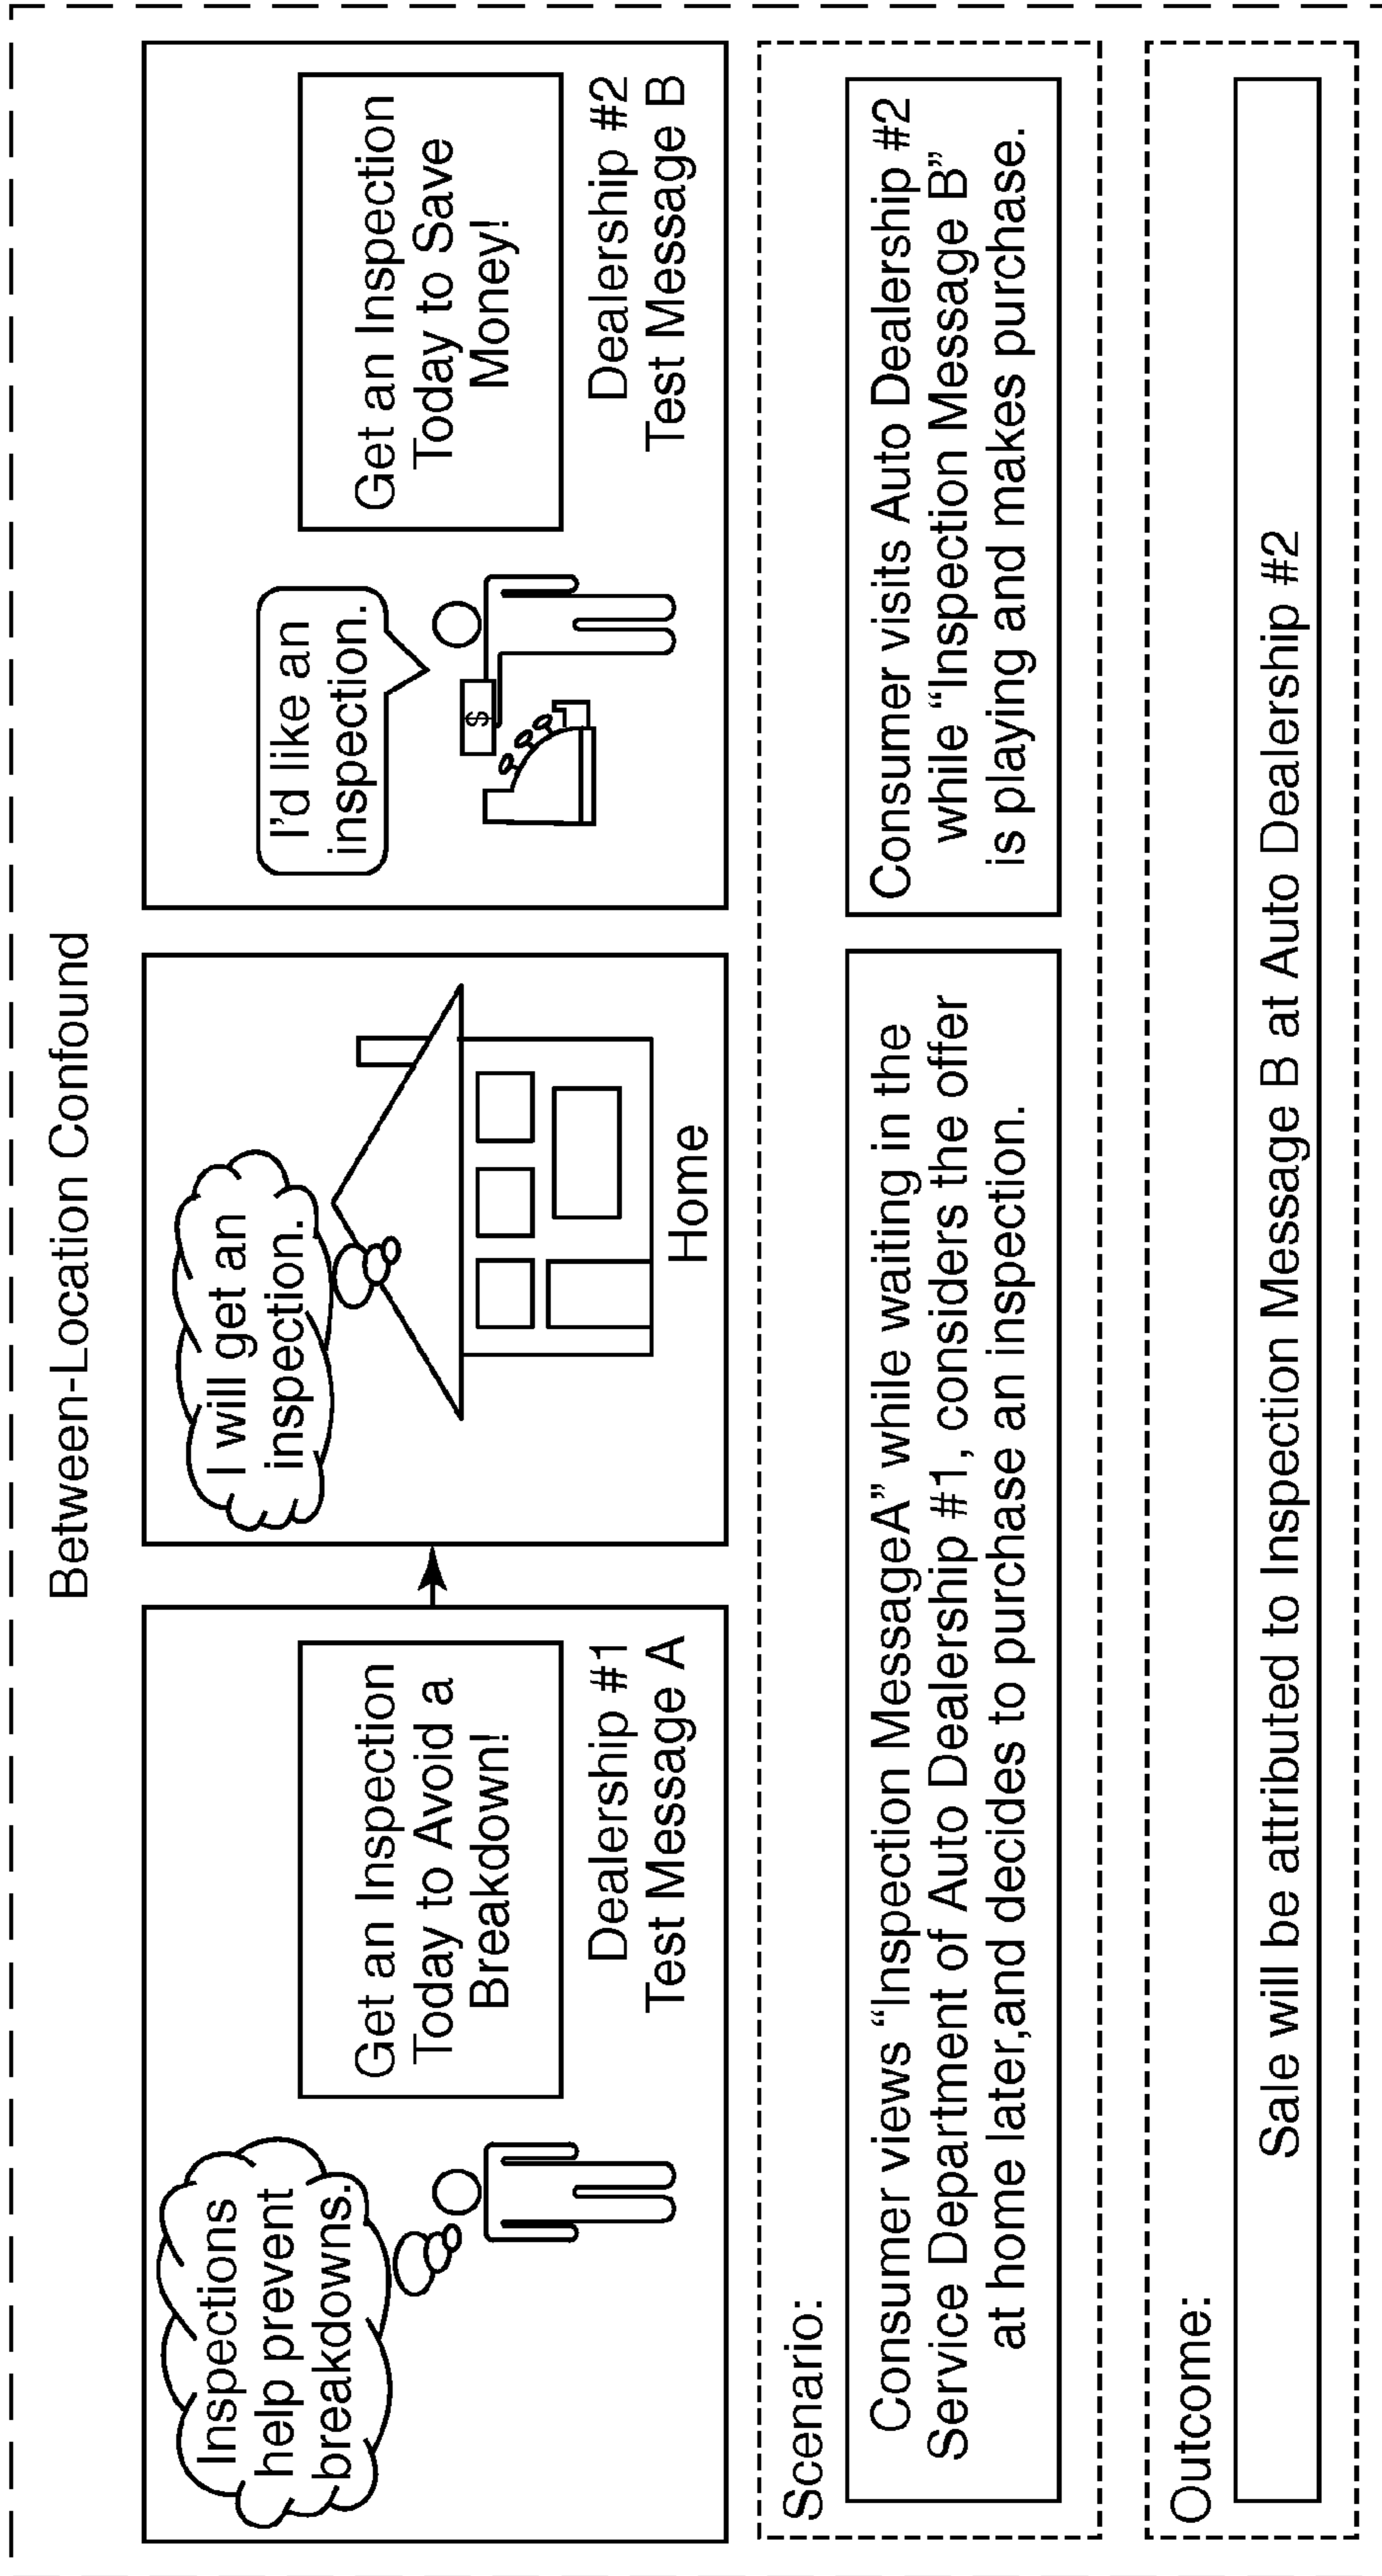 Between-Location Confound
Inspections
help prevent
breakdowns.
Get an Inspection
Today to Avoid a
Breakdown!
Dealership #1
Test Message A
I will get an
inspection.
Home
I'd like an
inspection.
$
Get an Inspection
Today to Save
Money!
Dealership #2
Test Message B
Scenario:
Consumer views “Inspection MessageA” while waiting in the
Service Department of Auto Dealership #1, considers the offer
at home later,and decides to purchase an inspection.
Consumer visits Auto Dealership #2
while “Inspection Message B”
is playing and makes purchase.
Outcome:
Sale will be attributed to Inspection Message B at Auto Dealership #2